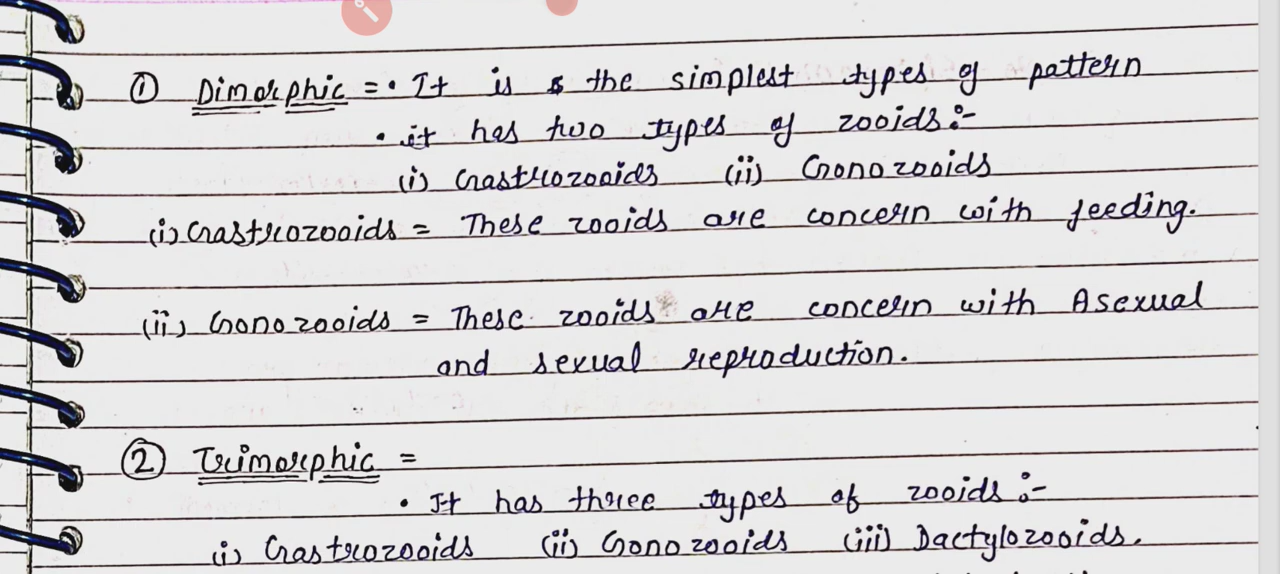 ① Dimorphic = • It is the simplest types of pattern
• it has two types of zooids :-
(i) Gastrozooids (ii) Gonozooids
(i) Gastrozooids = These zooids are concern with feeding.
(ii) Gonozooids = These zooids are concern with Asexual
and sexual reproduction.
② Trimorphic =
• It has three types of zooids :-
(i) Gastrozooids (ii) Gonozooids (iii) Dactylozooids.